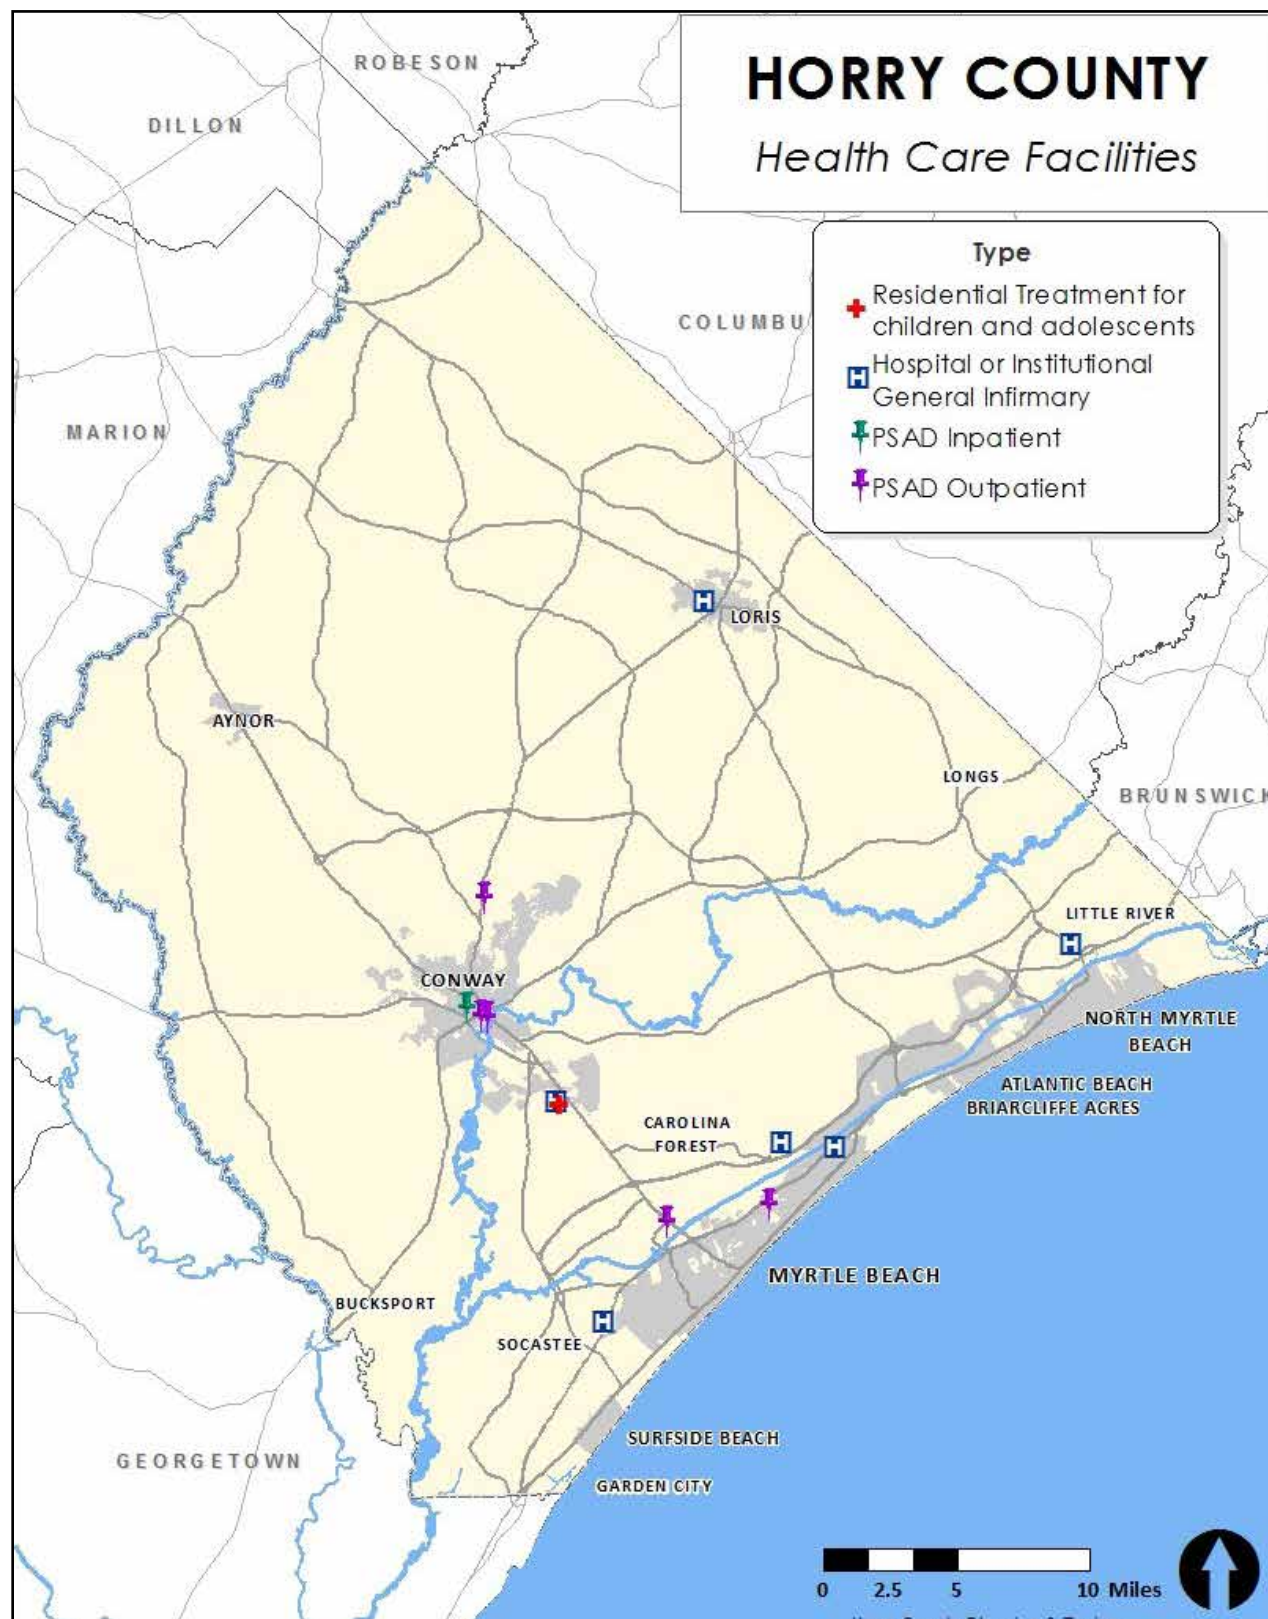 HORRY COUNTY
Health Care Facilities
Type
Residential Treatment for
children and adolescents
H Hospital or Institutional
General Infirmary
PSAD Inpatient
PSAD Outpatient
ROBESON
DILLON
COLUMBU
MARION
H
LORIS
AYNOR
LONGS
BRUNSWICK
LITTLE RIVER
H
CONWAY
NORTH MYRTLE
BEACH
ATLANTIC BEACH
BRIARCLIFFE ACRES
H
CAROLINA
FOREST
H
H
MYRTLE BEACH
BUCKSPORT
H
SOCASTEE
SURFSIDE BEACH
GEORGETOWN
GARDEN CITY
0 2.5 5 10 Miles